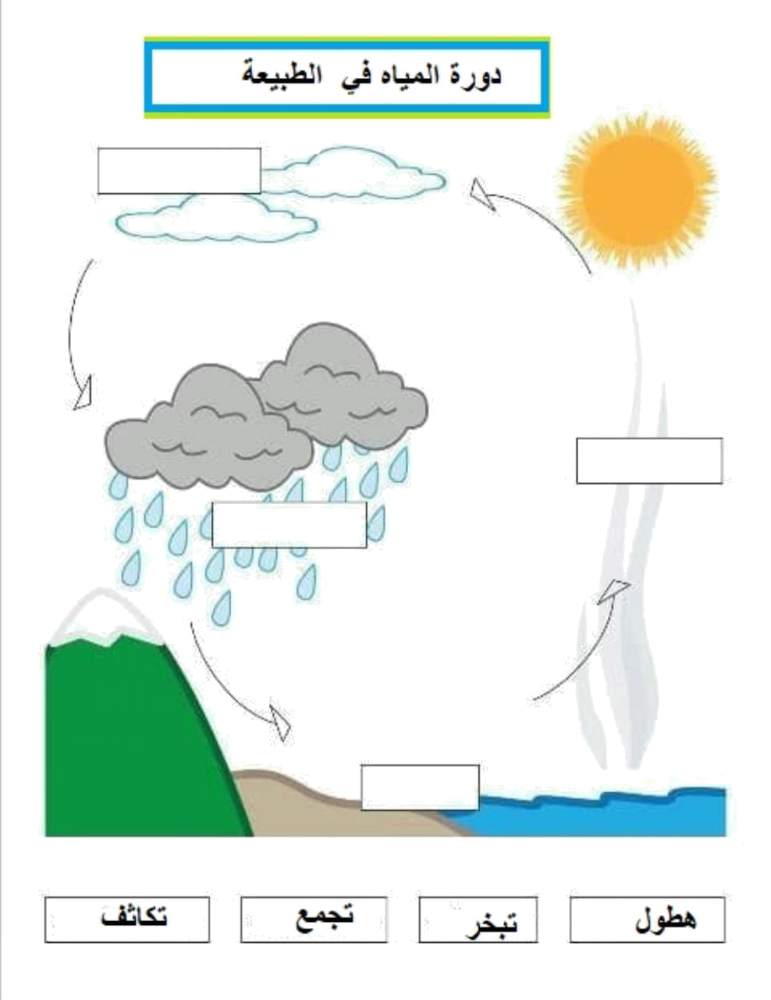 دورة المياه في الطبيعة
هطول
تبخر
تجمع
تكاثف